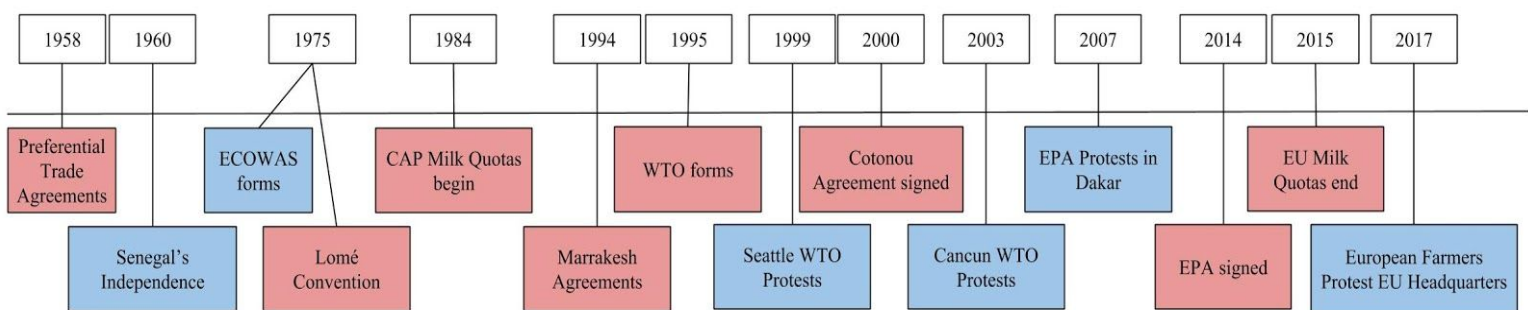 1958
1960
1975
1984
1994
1995
1999
2000
2003
2007
2014
2015
2017
Preferential
Trade
Agreements
Senegal's
Independence
ECOWAS
forms
Lomé
Convention
CAP Milk Quotas
begin
Marrakesh
Agreements
WTO forms
Seattle WTO
Protests
Cotonou
Agreement signed
Cancun WTO
Protests
EPA Protests in
Dakar
EPA signed
EU Milk
Quotas end
European Farmers
Protest EU Headquarters